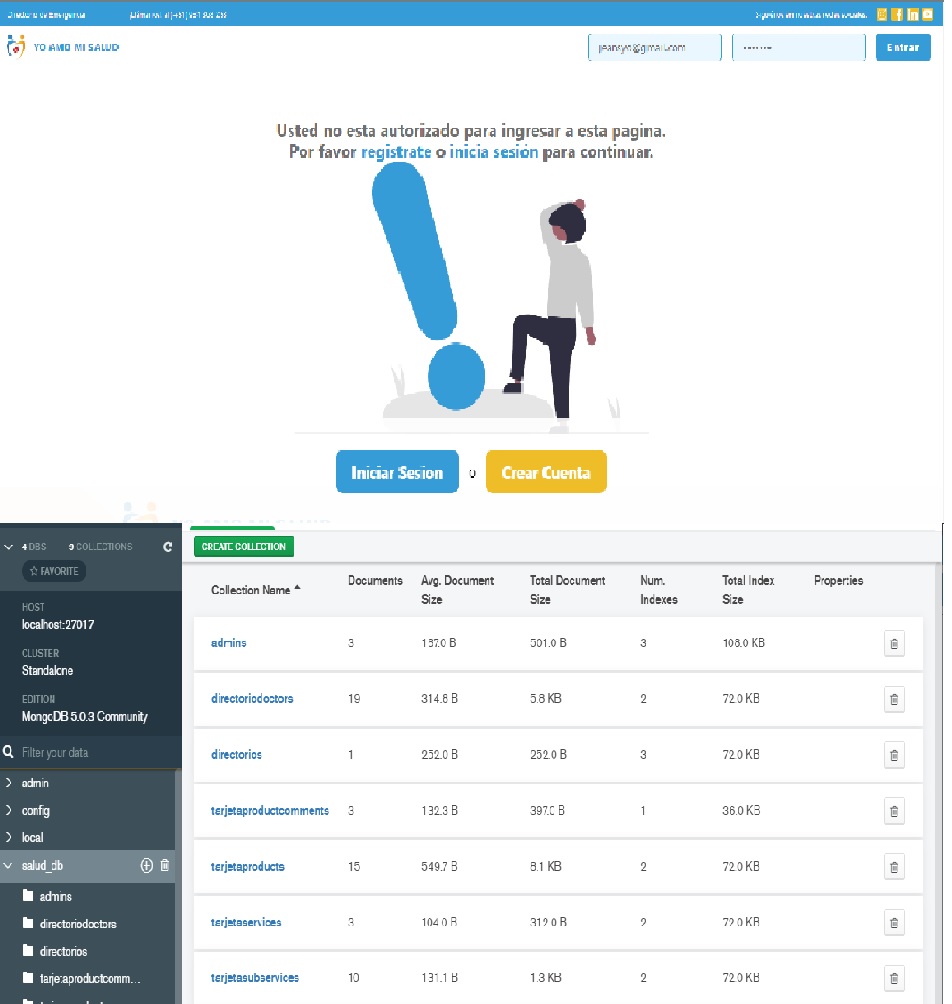 Directorio de Emergencia
Siguenos en nuestras redes sociales.
YO AMO MI SALUD
jeansyd@gmail.com
Entrar
Usted no esta autorizado para ingresar a esta pagina.
Por favor registrate o inicia sesión para continuar.
Iniciar Sesion o Crear Cuenta
4 DBS 9 COLLECTIONS
FAVORITE
HOST
localhost:27017
CLUSTER
Standalone
EDITION
MongoDB 5.0.3 Community
Filter your data
admin
config
local
salud_db
admins
directoriodoctors
directorios
tarjetaproductcomm...
CREATE COLLECTION
Collection Name Documents Avg. Document Size Total Document Size Num. Indexes Total Index Size Properties
admins 3 167.0 B 501.0 B 3 108.0 KB
directoriodoctors 19 314.6 B 5.8 KB 2 72.0 KB
directorios 1 252.0 B 252.0 B 3 72.0 KB
tarjetaproductcomments 3 132.3 B 397.0 B 1 36.0 KB
tarjetaproducts 15 549.7 B 8.1 KB 2 72.0 KB
tarjetaservices 3 104.0 B 312.0 B 2 72.0 KB
tarjetasubservices 10 131.1 B 1.3 KB 2 72.0 KB